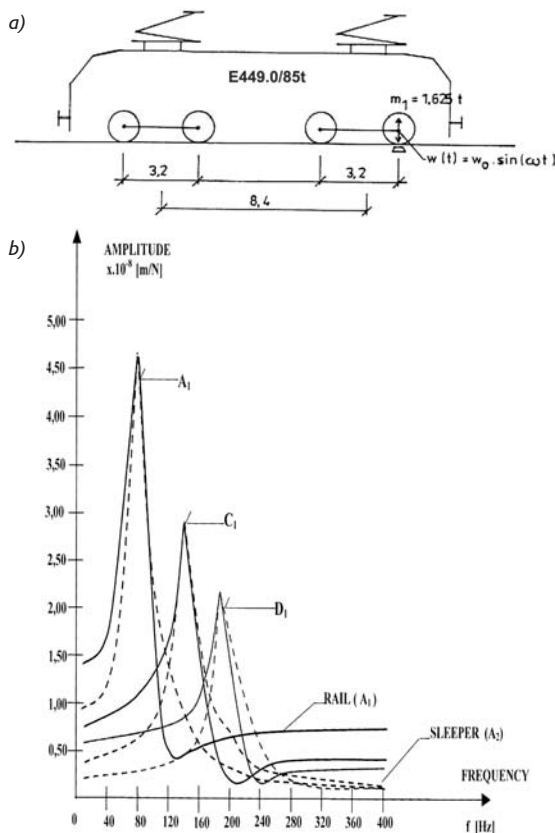 a)
E449.0/85t
m₁ = 1,625 t
w(t) = w₀ . sin(ωt)
3,2
3,2
8,4
b)
AMPLITUDE
x.10⁻⁸ [m/N]
5,00
4,50
4,00
3,50
3,00
2,50
2,00
1,50
1,00
0,50
A₁
C₁
D₁
RAIL (A₁)
SLEEPER (A₂)
FREQUENCY
0 40 80 120 160 200 240 280 320 360 400
f [Hz]